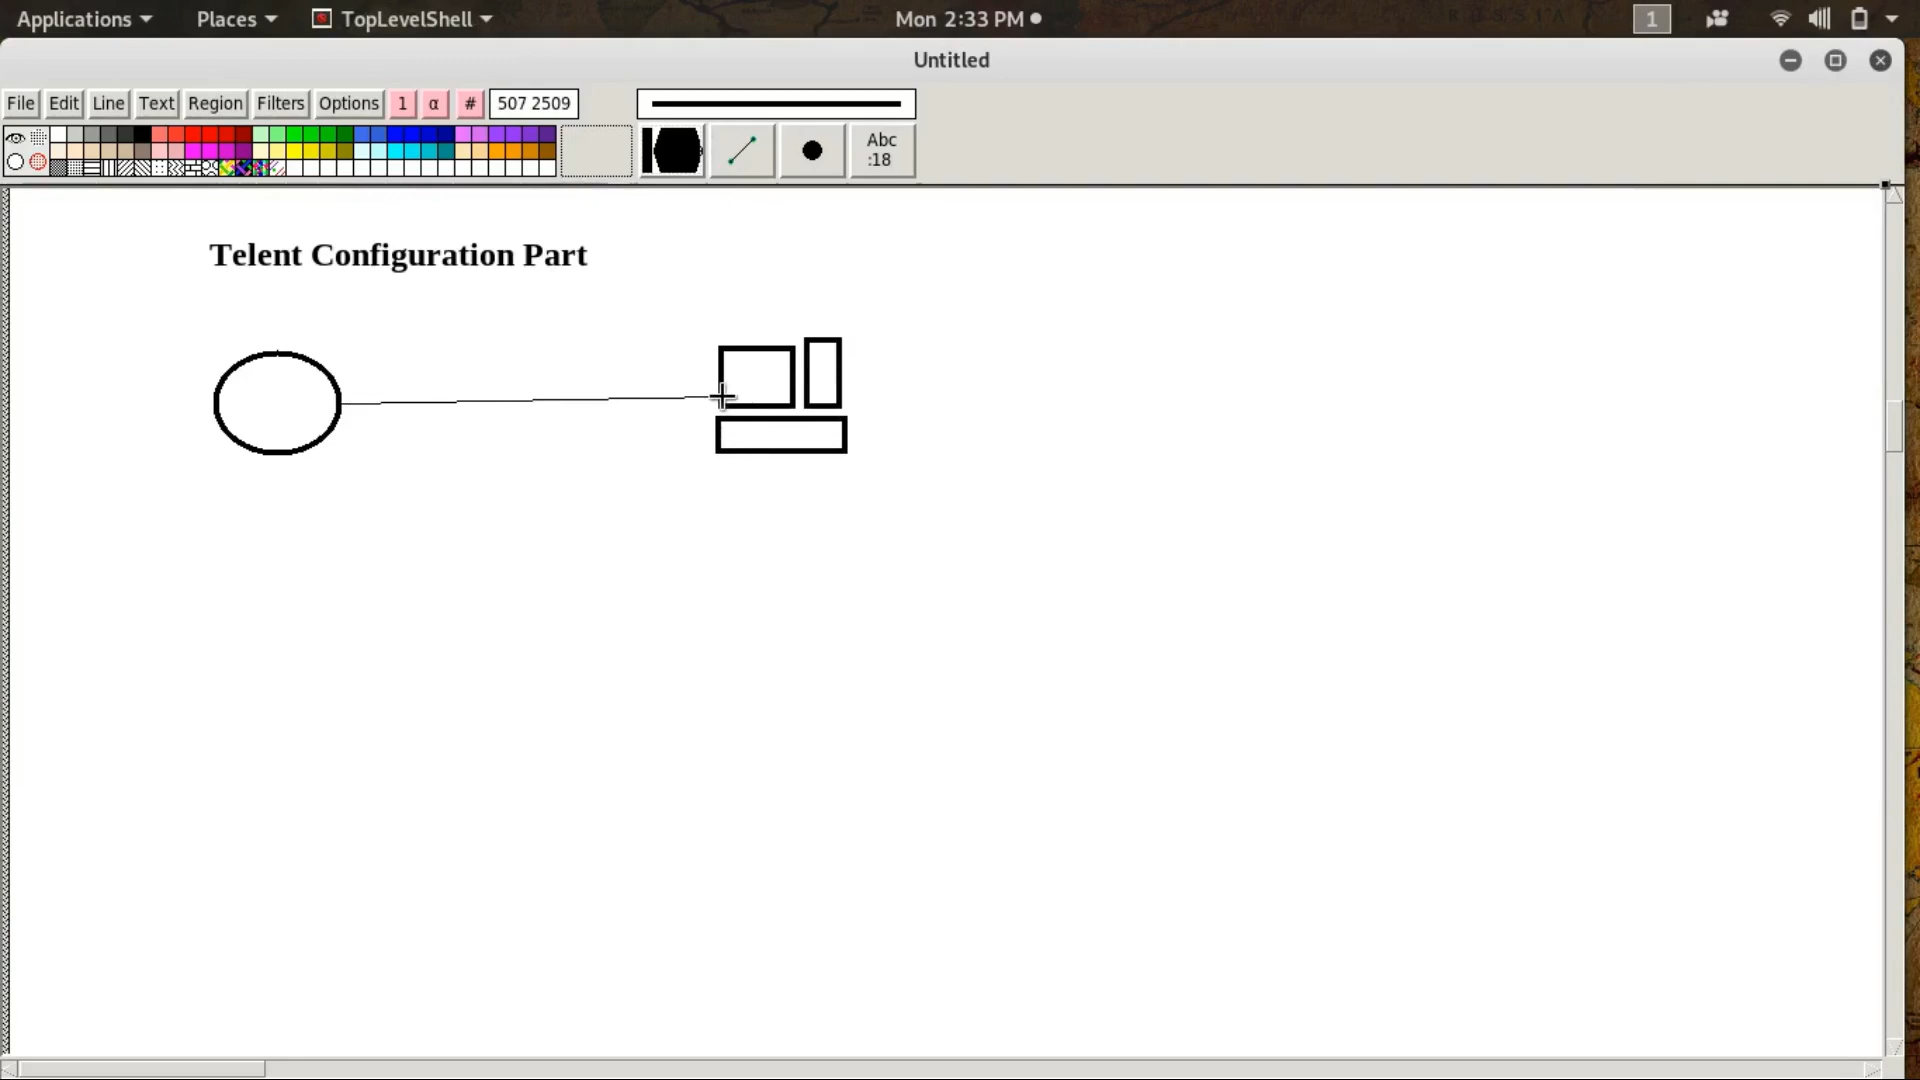 Applications Places TopLevelShell Mon 2:33 PM 1
Untitled
File Edit Line Text Region Filters Options 1 α # 507 2509
Abc
:18
Telent Configuration Part